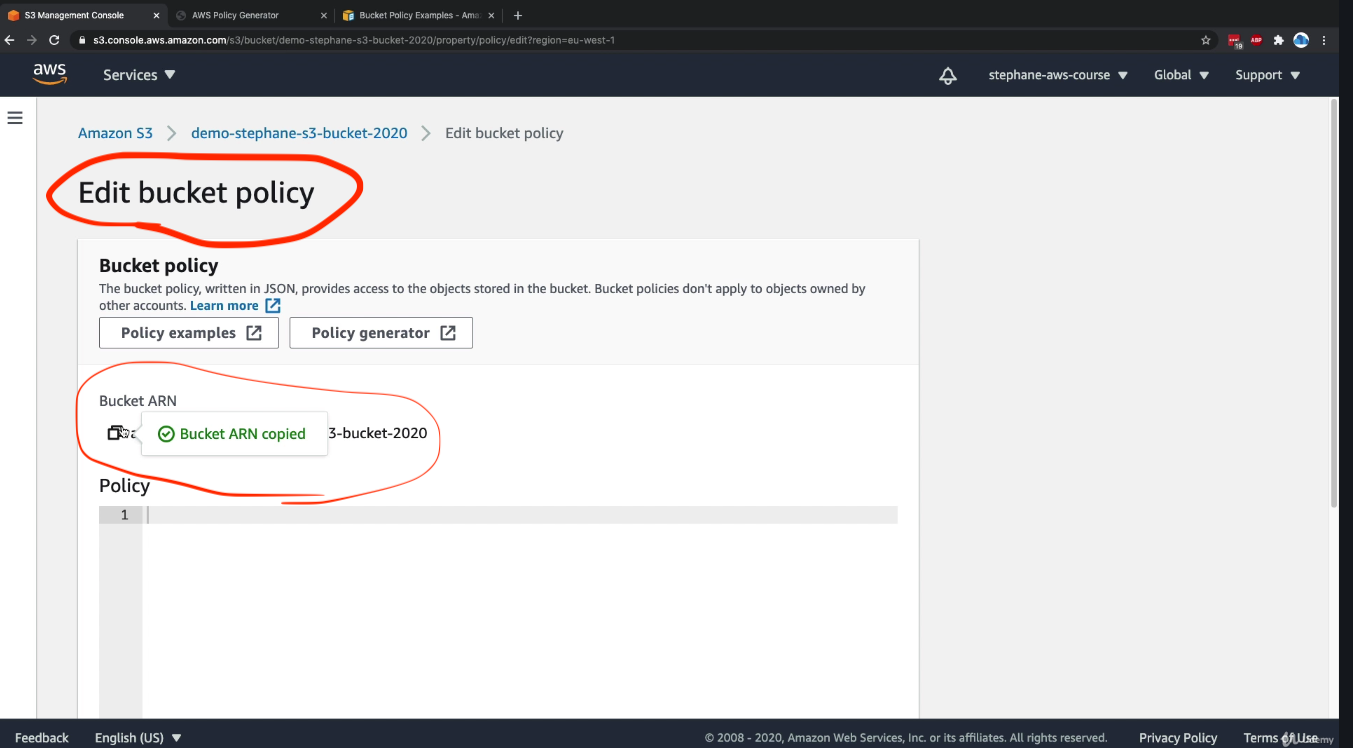 S3 Management Console
AWS Policy Generator
Bucket Policy Examples - Ama
s3.console.aws.amazon.com/s3/bucket/demo-stephane-s3-bucket-2020/property/policy/edit?region=eu-west-1
19
ABP
aws
Services
stephane-aws-course
Global
Support
Amazon S3
demo-stephane-s3-bucket-2020
Edit bucket policy
Edit bucket policy
Bucket policy
The bucket policy, written in JSON, provides access to the objects stored in the bucket. Bucket policies don't apply to objects owned by
other accounts. Learn more
Policy examples
Policy generator
Bucket ARN
Bucket ARN copied
3-bucket-2020
Policy
1
Feedback
English (US)
© 2008 - 2020, Amazon Web Services, Inc. or its affiliates. All rights reserved.
Privacy Policy
Terms of Use